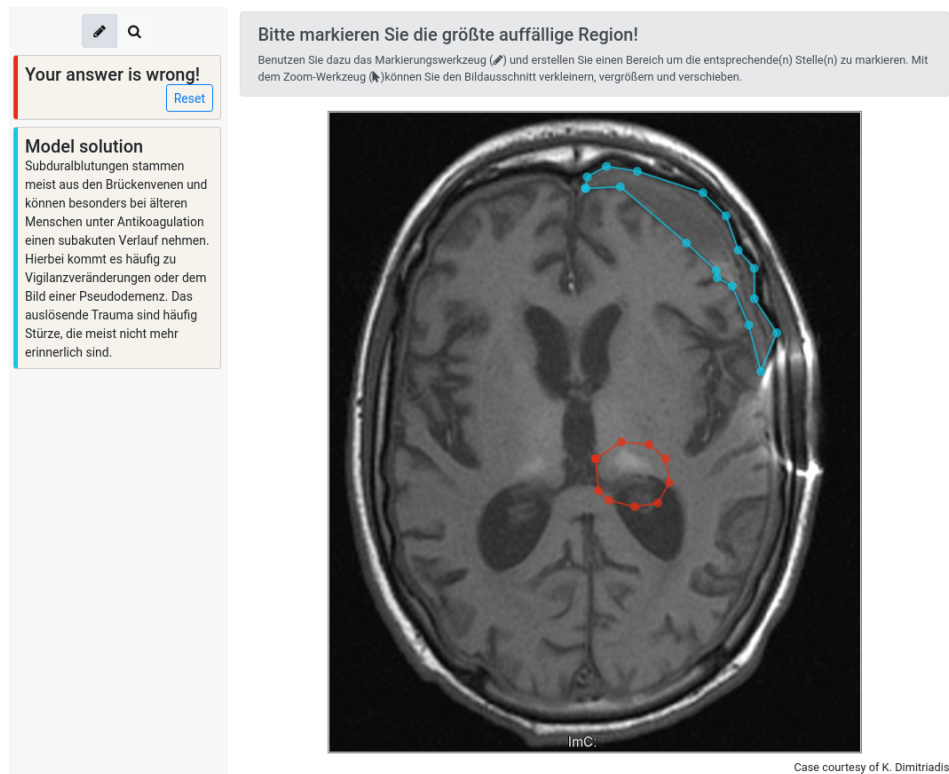 Bitte markieren Sie die größte auffällige Region!
Benutzen Sie dazu das Markierungswerkzeug () und erstellen Sie einen Bereich um die entsprechende(n) Stelle(n) zu markieren. Mit
dem Zoom-Werkzeug ()können Sie den Bildausschnitt verkleinern, vergrößern und verschieben.
Your answer is wrong!
Reset
Model solution
Subduralblutungen stammen
meist aus den Brückenvenen und
können besonders bei älteren
Menschen unter Antikoagulation
einen subakuten Verlauf nehmen.
Hierbei kommt es häufig zu
Vigilanzveränderungen oder dem
Bild einer Pseudodemenz. Das
auslösende Trauma sind häufig
Stürze, die meist nicht mehr
erinnerlich sind.
ImC:
Case courtesy of K. Dimitriadis